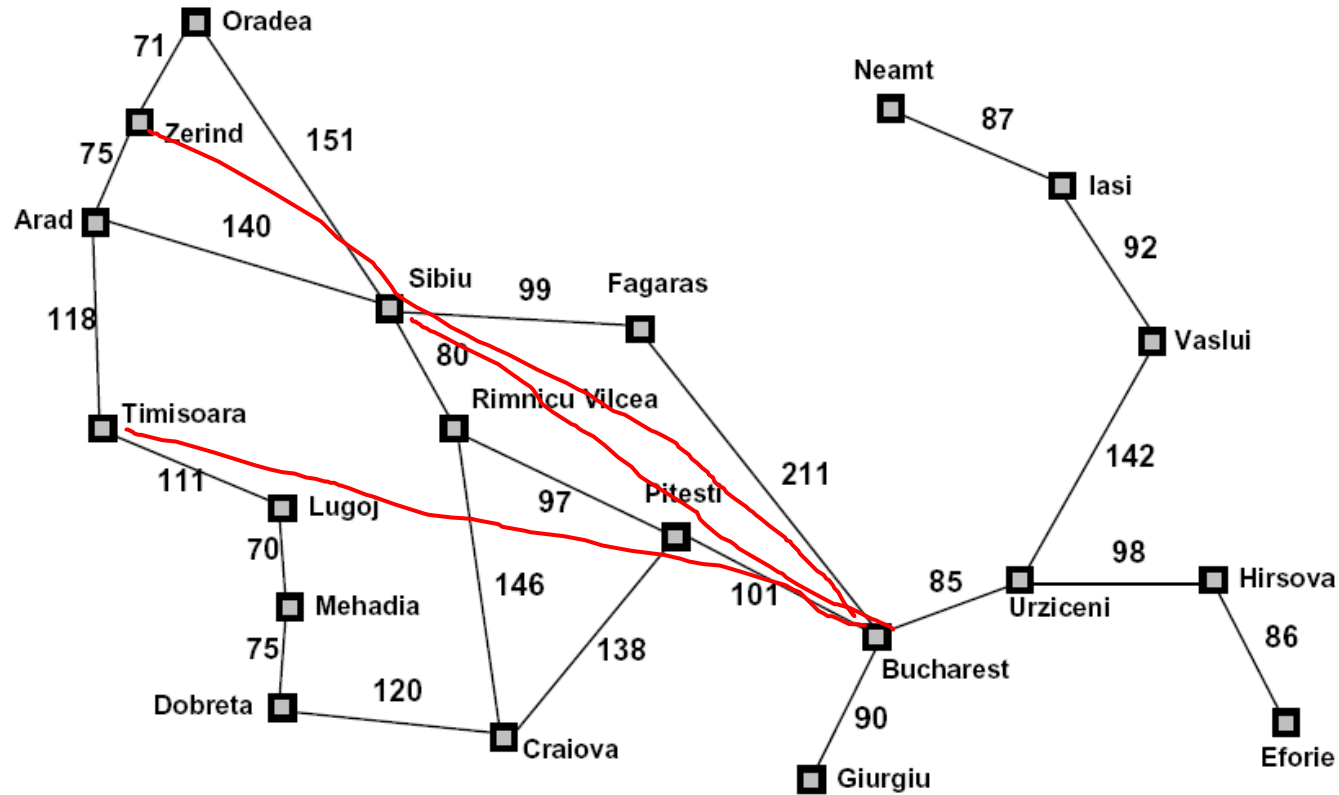 Oradea
71
Neamt
87
Zerind
151
75
Iasi
Arad
140
92
Sibiu
99
Fagaras
118
80
Vaslui
Rimnicu Vilcea
Timisoara
142
111
211
97
Pitesti
Lugoj
70
98
146
101
85
Hirsova
Mehadia
Urziceni
75
138
86
Bucharest
120
Dobreta
90
Craiova
Eforie
Giurgiu